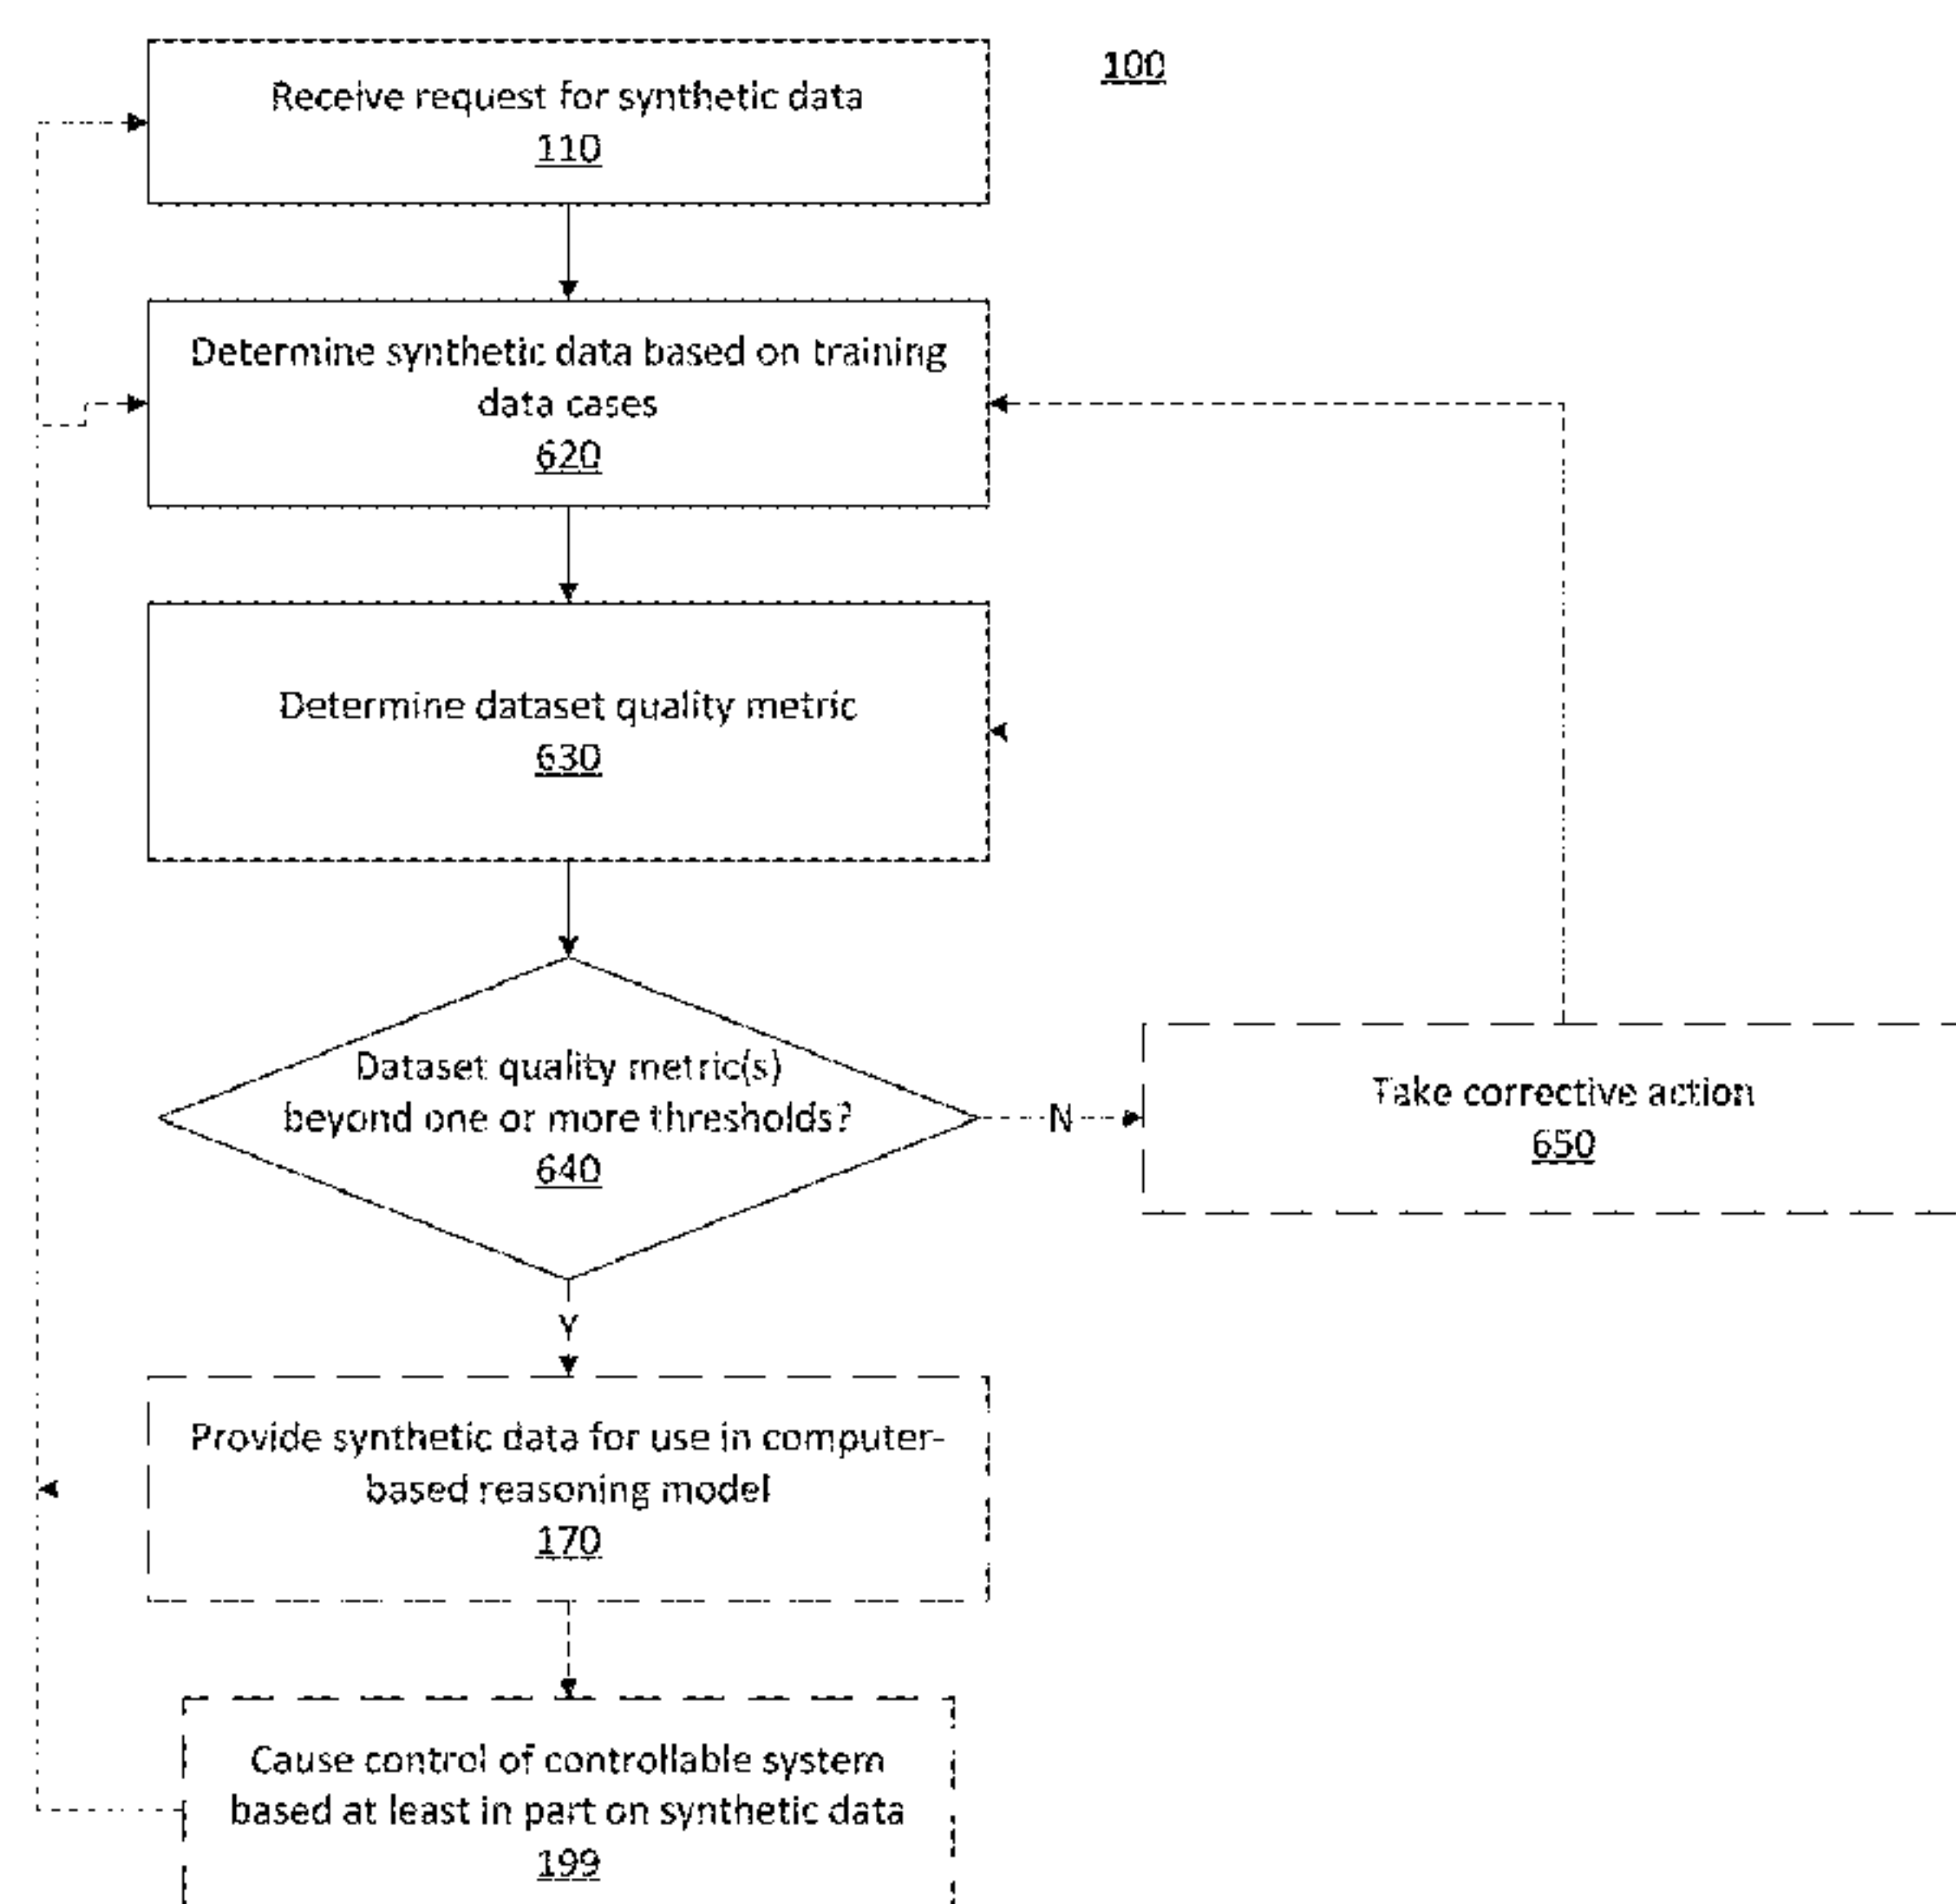 100
Receive request for synthetic data
110
Determine synthetic data based on training
data cases
620
Determine dataset quality metric
630
Dataset quality metric(s)
beyond one or more thresholds?
640
N
Take corrective action
650
Y
Provide synthetic data for use in computer-
based reasoning model
170
Cause control of controllable system
based at least in part on synthetic data
199